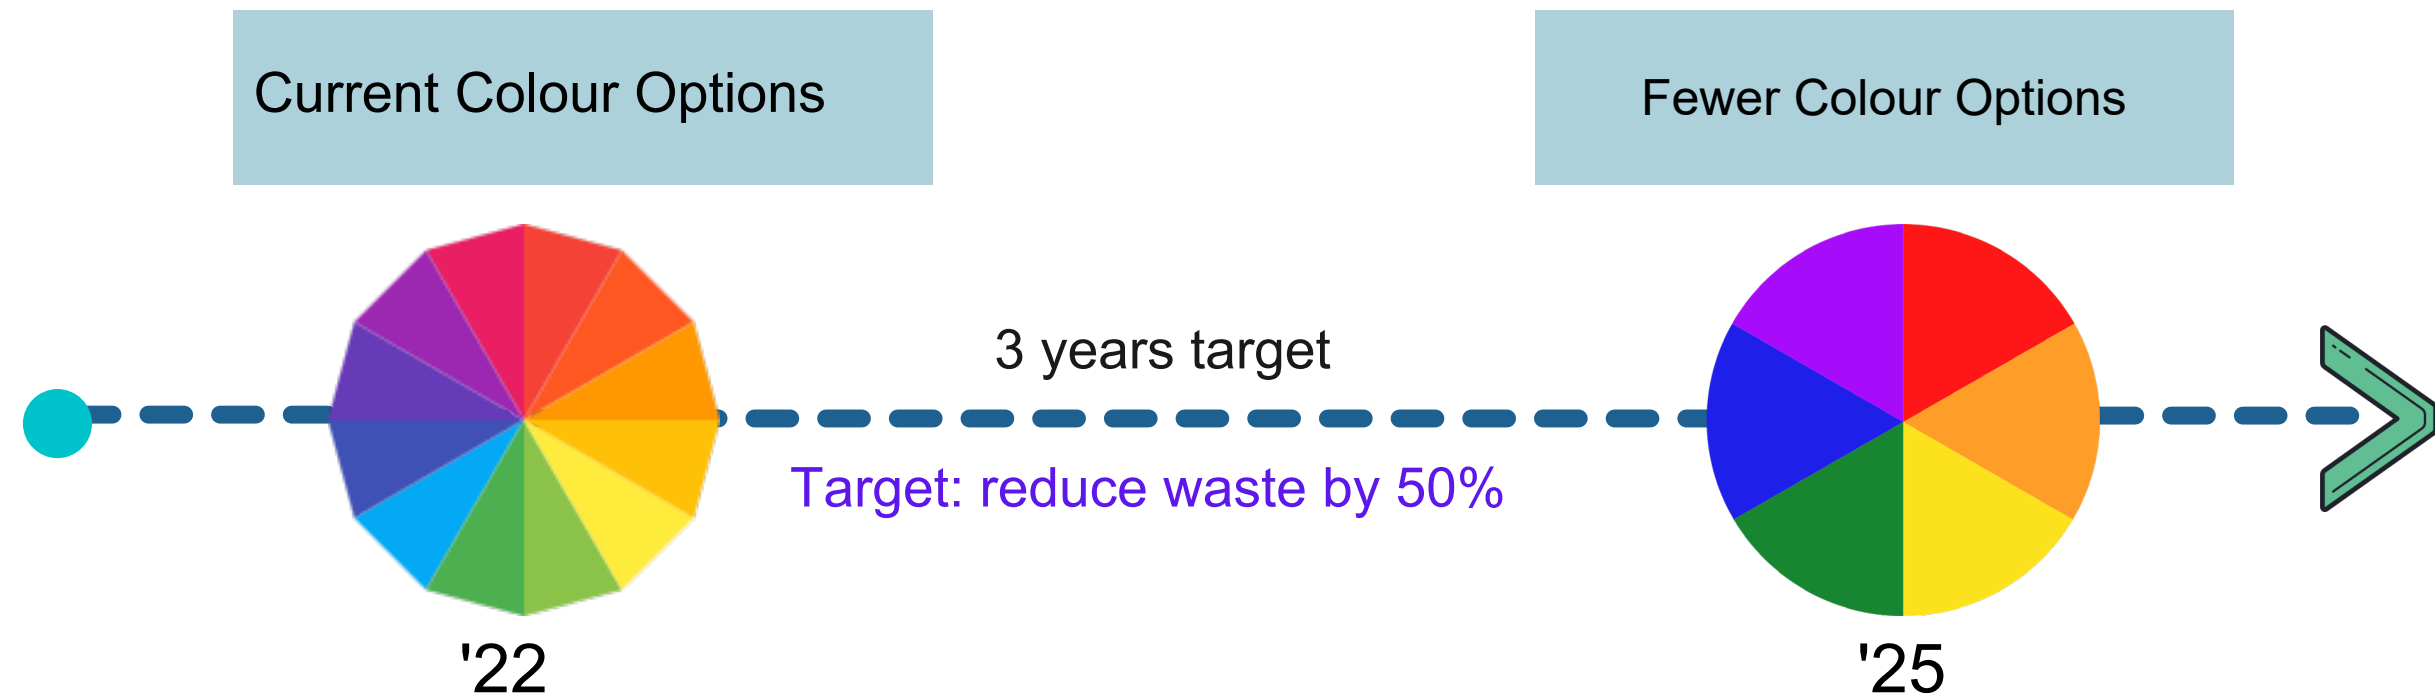 Current Colour Options
Fewer Colour Options
3 years target
Target: reduce waste by 50%
'22
'25